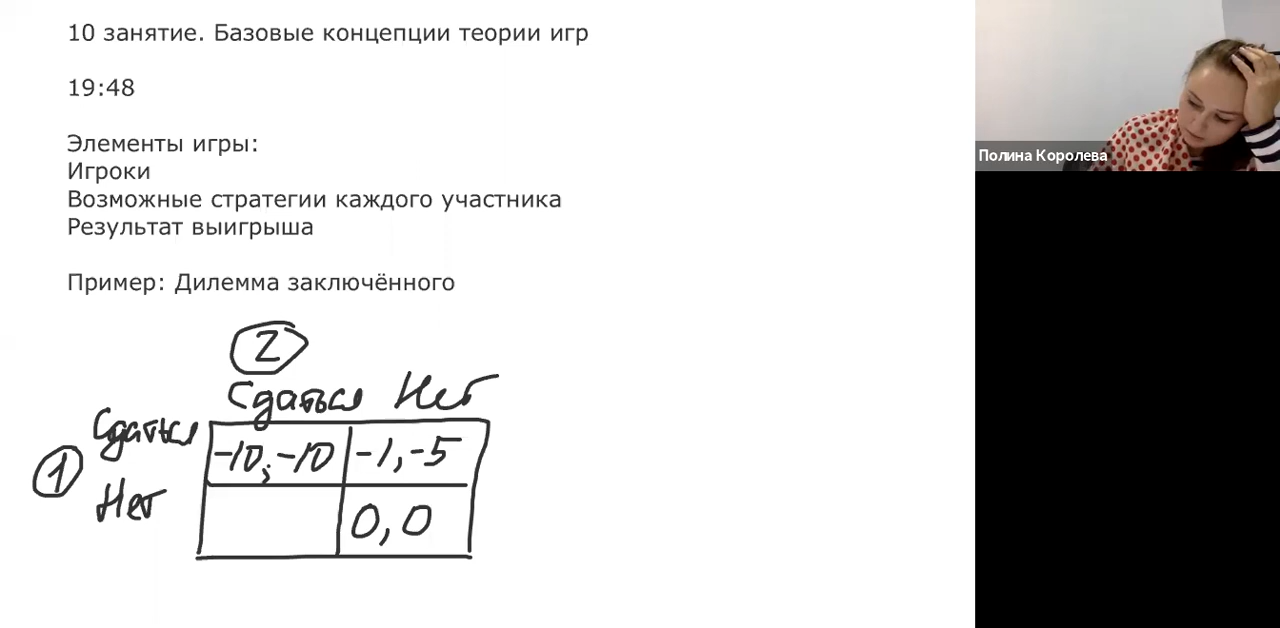 10 занятие. Базовые концепции теории игр
19:48
Элементы игры:
Игроки
Возможные стратегии каждого участника
Результат выигрыша
Пример: Дилемма заключённого
2
Сдаться Нет
Сдаться
-10; -10 -1, -5
1
Нет
0, 0
Полина Королева